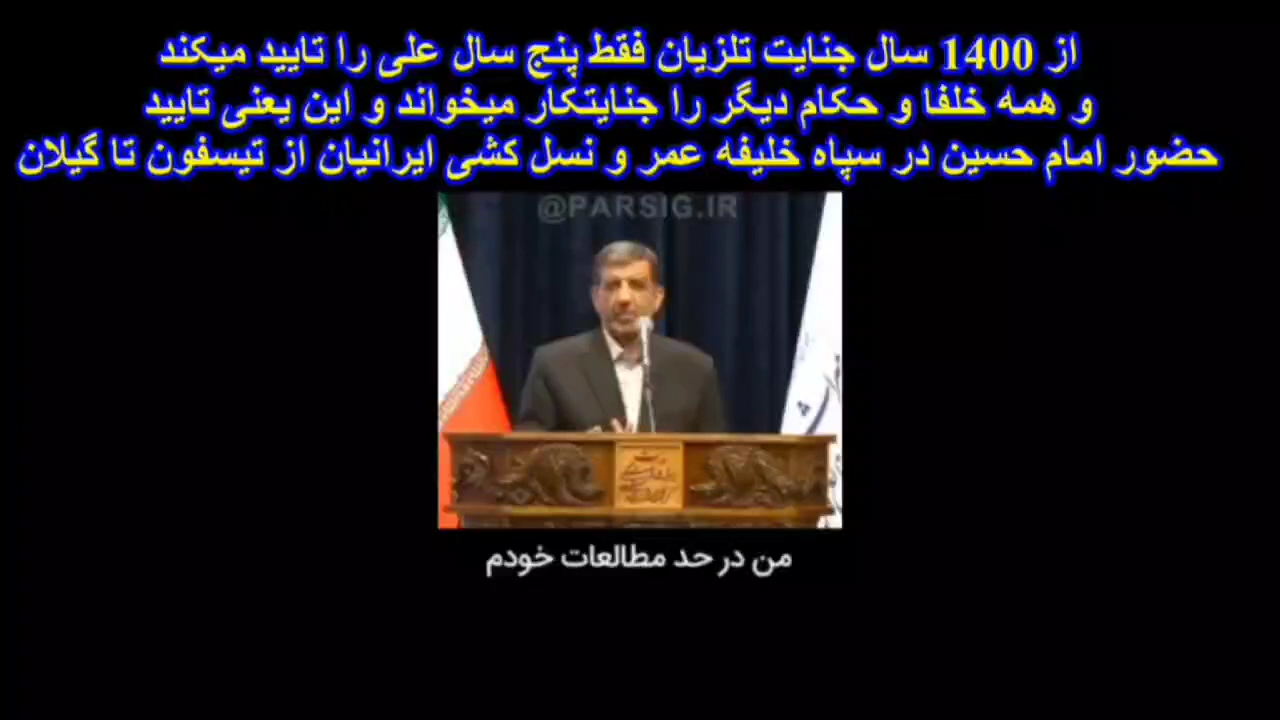 از 1400 سال جنایت تلزیان فقط پنج سال علی را تایید میکند
و همه خلفا و حکام دیگر را جنایتکار میخواند و این یعنی تایید
حضور امام حسین در سپاه خلیفه عمر و نسل کشی ایرانیان از تیسفون تا گیلان
@PARSIG.IR
من در حد مطالعات خودم